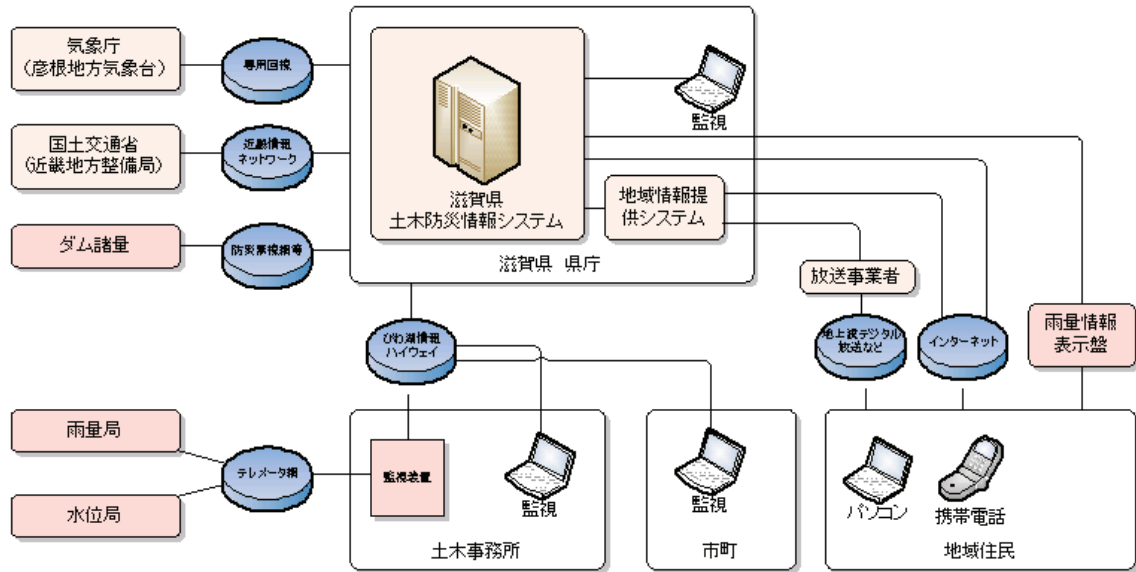 気象庁
(彦根地方気象台)
専用回線
監視
国土交通省
(近畿地方整備局)
近畿情報
ネットワーク
滋賀県
土木防災情報システム
地域情報提
供システム
ダム諸量
防災無線網等
滋賀県 県庁
放送事業者
びわ湖情報
ハイウェイ
地上波デジタル
放送など
インターネット
雨量情報
表示盤
雨量局
テレメータ網
監視装置
水位局
監視
監視
パソコン
携帯電話
土木事務所
市町
地域住民